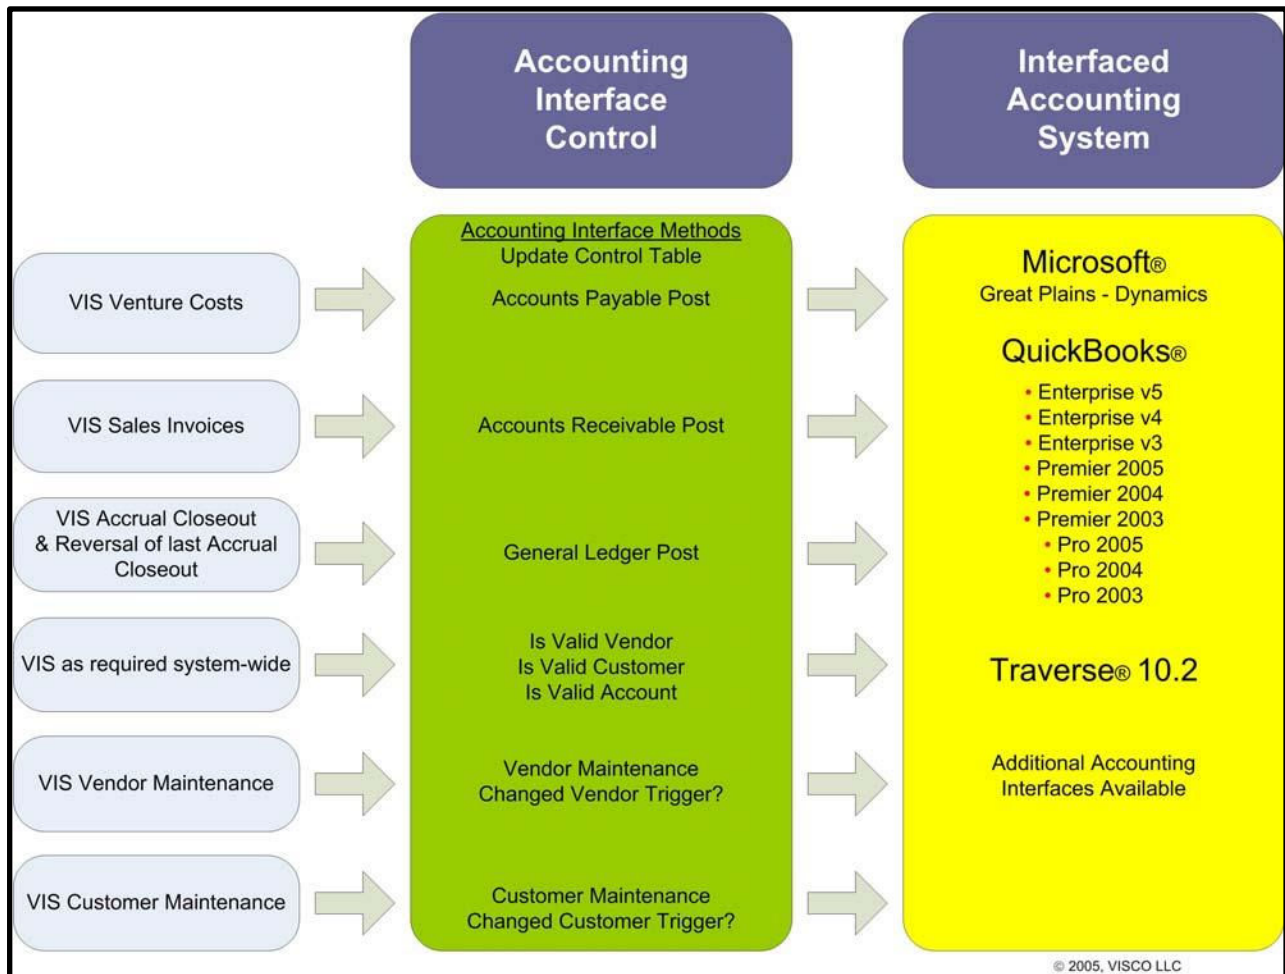 Accounting
Interface
Control
Interfaced
Accounting
System
Accounting Interface Methods
Update Control Table
VIS Venture Costs
Accounts Payable Post
VIS Sales Invoices
Accounts Receivable Post
VIS Accrual Closeout
& Reversal of last Accrual
Closeout
General Ledger Post
VIS as required system-wide
Is Valid Vendor
Is Valid Customer
Is Valid Account
VIS Vendor Maintenance
Vendor Maintenance
Changed Vendor Trigger?
VIS Customer Maintenance
Customer Maintenance
Changed Customer Trigger?
Microsoft®
Great Plains - Dynamics
QuickBooks®
• Enterprise v5
• Enterprise v4
• Enterprise v3
• Premier 2005
• Premier 2004
• Premier 2003
• Pro 2005
• Pro 2004
• Pro 2003
Traverse® 10.2
Additional Accounting
Interfaces Available
© 2005, VISCO LLC